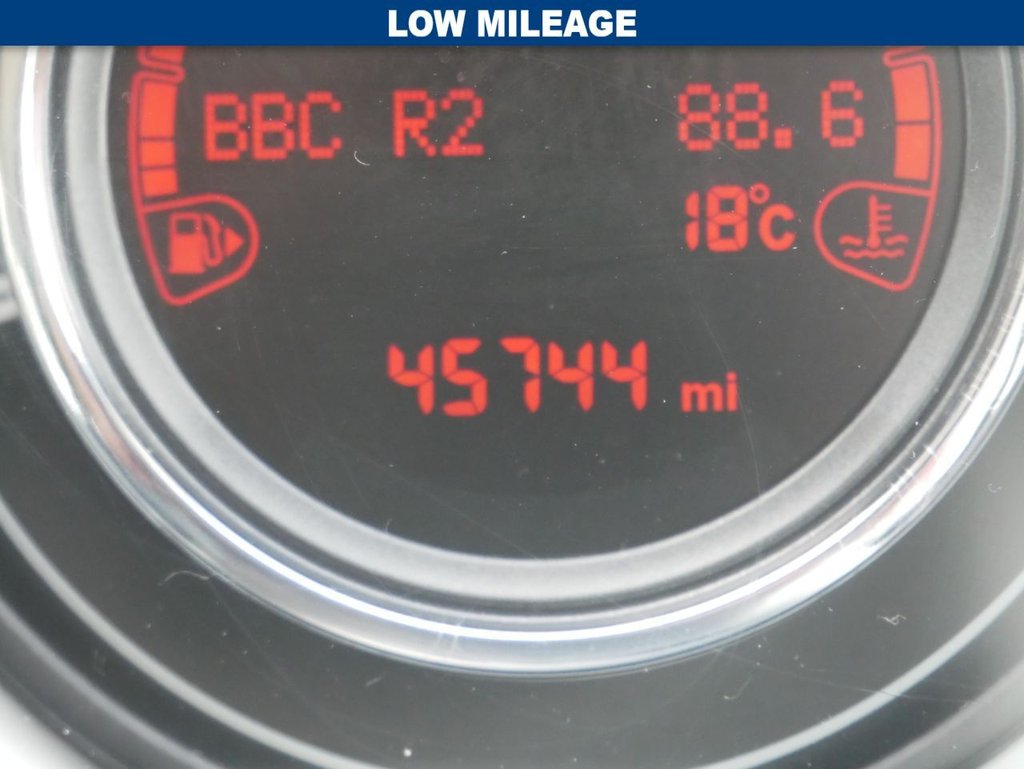 LOW MILEAGE
BBC R2 88.6
18°C
45744 mi